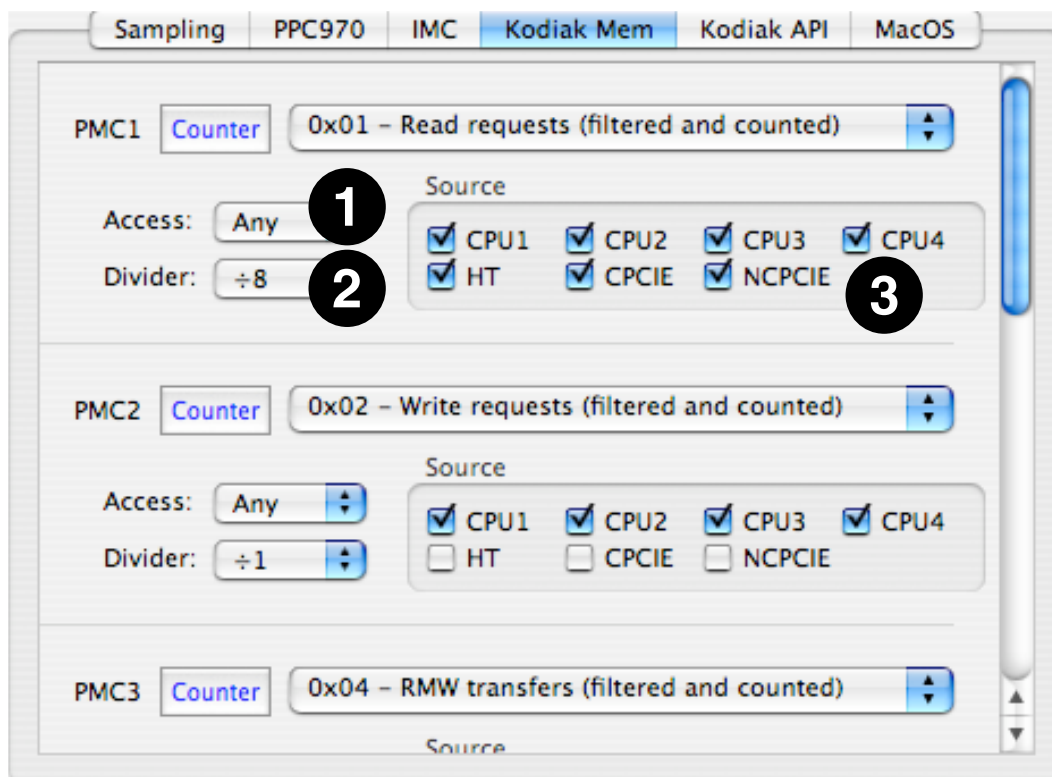 Sampling PPC970 IMC Kodiak Mem Kodiak API MacOS
PMC1 Counter 0x01 – Read requests (filtered and counted)
Source
Access: Any 1 CPU1 CPU2 CPU3 CPU4
Divider: ÷8 2 HT CPCIE NCPCIE 3
PMC2 Counter 0x02 – Write requests (filtered and counted)
Source
Access: Any CPU1 CPU2 CPU3 CPU4
Divider: ÷1 HT CPCIE NCPCIE
PMC3 Counter 0x04 – RMW transfers (filtered and counted)
Source